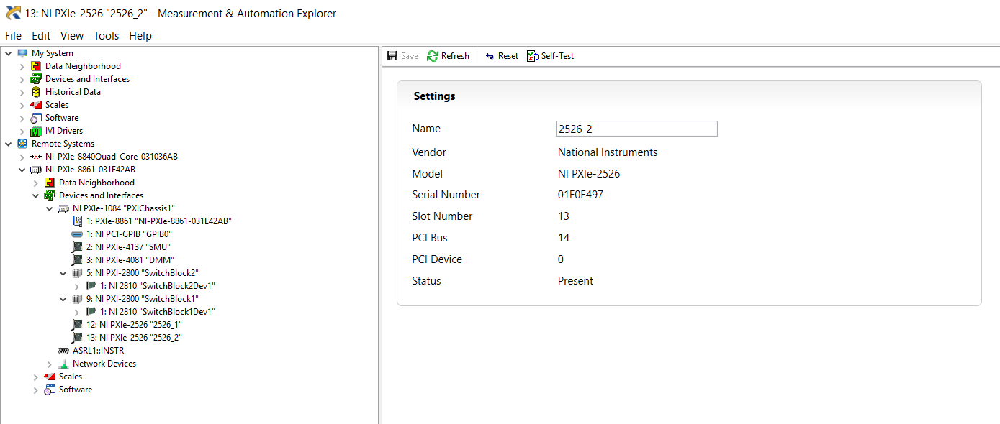 13: NI PXIe-2526 "2526_2" - Measurement & Automation Explorer
File Edit View Tools Help
My System
Data Neighborhood
Devices and Interfaces
Historical Data
Scales
Software
IVI Drivers
Remote Systems
NI-PXIe-8840Quad-Core-031036AB
NI-PXIe-8861-031E42AB
Data Neighborhood
Devices and Interfaces
NI PXIe-1084 "PXIChassis1"
1: PXIe-8861 "NI-PXIe-8861-031E42AB"
1: NI PCI-GPIB "GPIB0"
2: NI PXIe-4137 "SMU"
3: NI PXIe-4081 "DMM"
5: NI PXI-2800 "SwitchBlock2"
1: NI 2810 "SwitchBlock2Dev1"
9: NI PXI-2800 "SwitchBlock1"
1: NI 2810 "SwitchBlock1Dev1"
12: NI PXIe-2526 "2526_1"
13: NI PXIe-2526 "2526_2"
ASRL1::INSTR
Network Devices
Scales
Software
Save Refresh Reset Self-Test
Settings
Name 2526_2
Vendor National Instruments
Model NI PXIe-2526
Serial Number 01F0E497
Slot Number 13
PCI Bus 14
PCI Device 0
Status Present